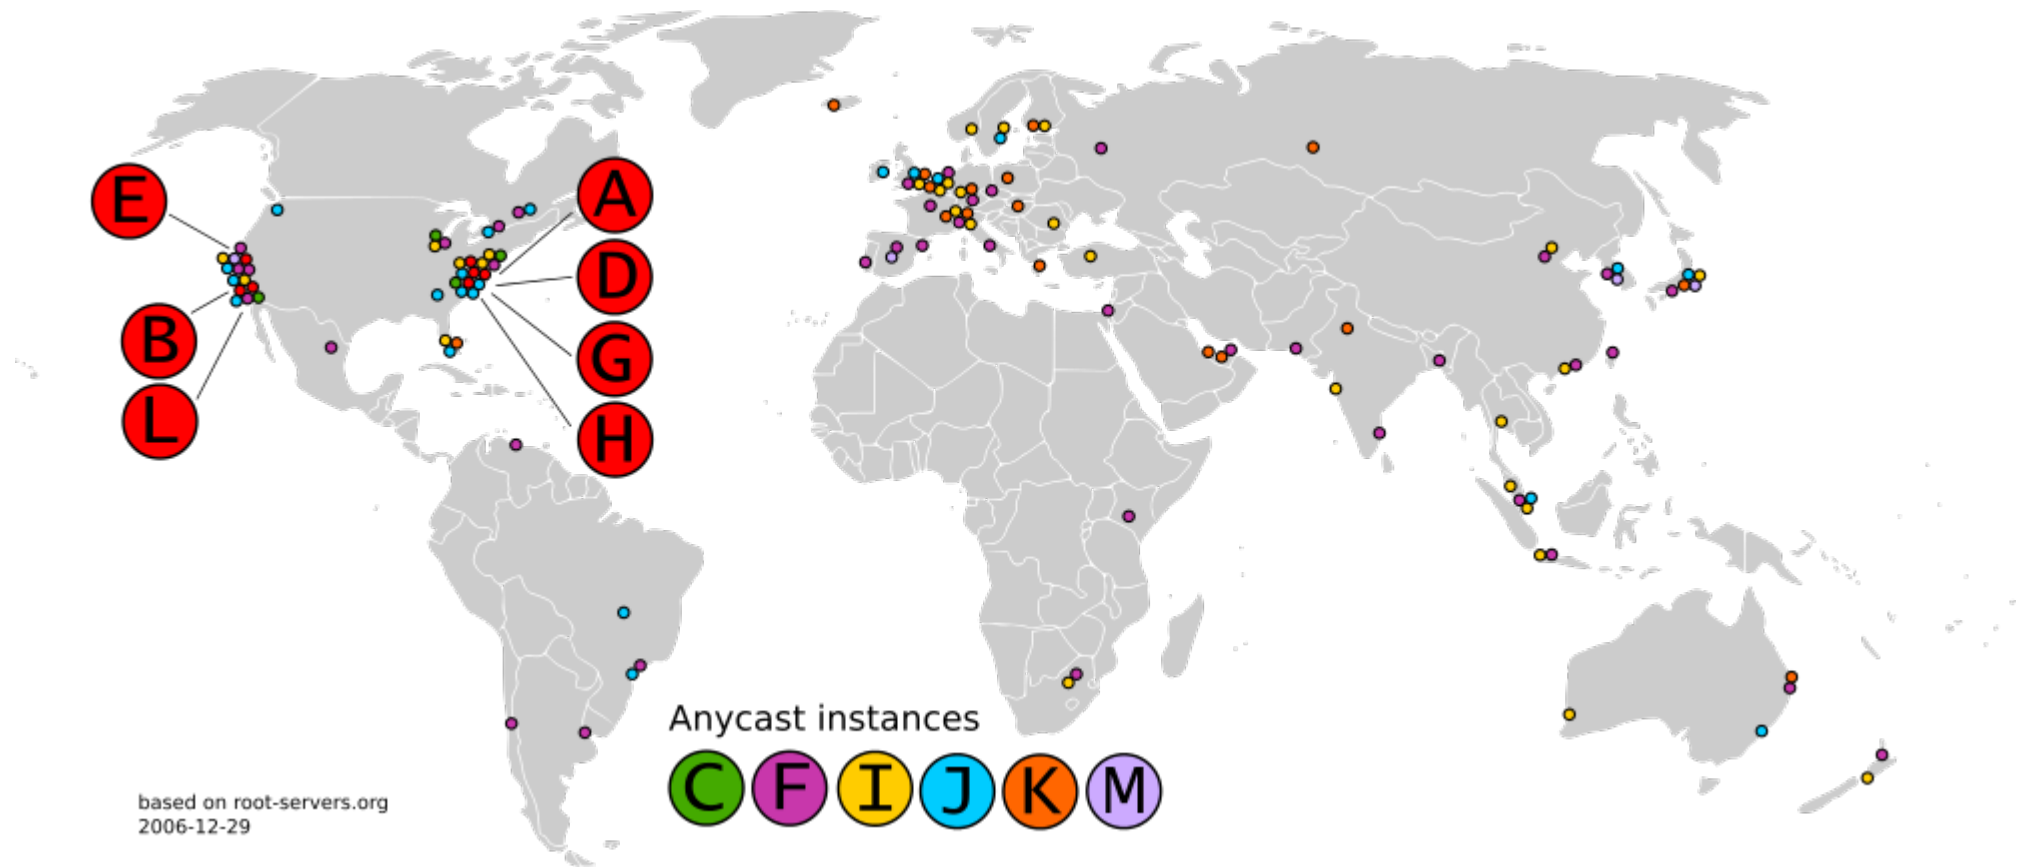 E
A
D
B
G
L
H
Anycast instances
C F I J K M
based on root-servers.org
2006-12-29